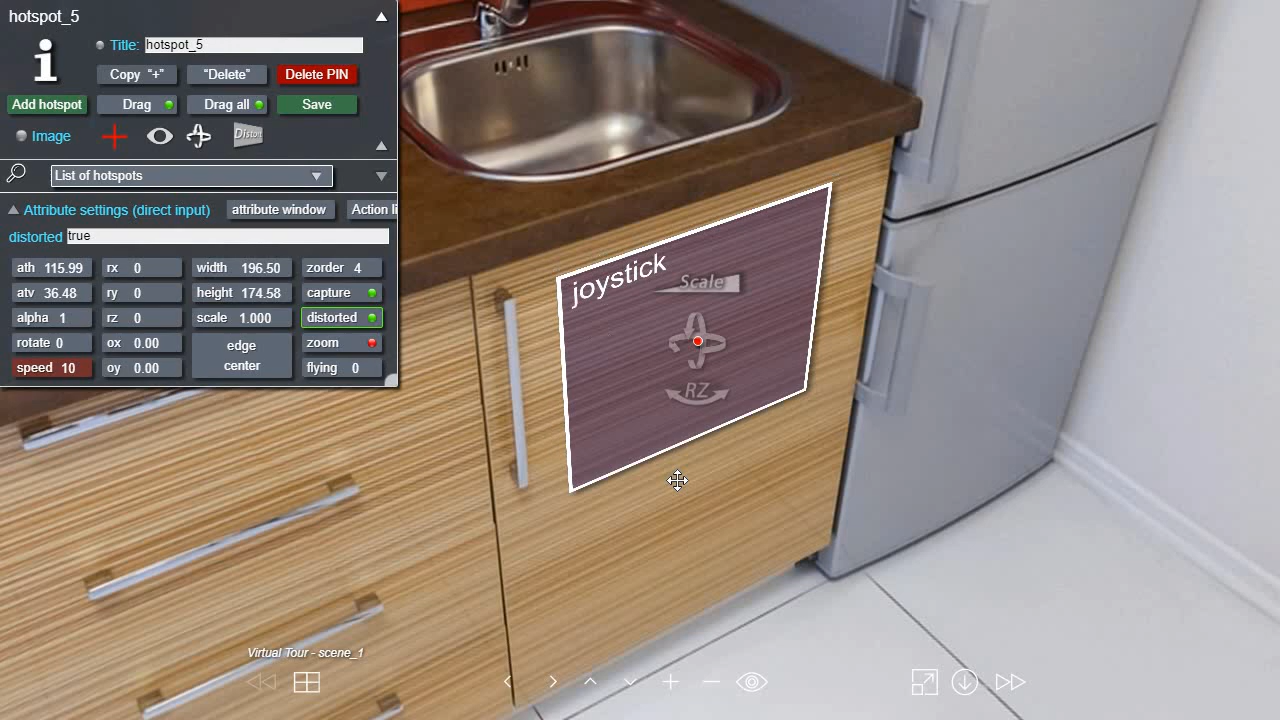 hotspot_5
Title: hotspot_5
Copy "+" "Delete" Delete PIN
Add hotspot Drag Drag all Save
Image Distort
List of hotspots
Attribute settings (direct input) attribute window Action li
distorted true
ath 115.99 rx 0 width 196.50 zorder 4
atv 36.48 ry 0 height 174.58 capture
alpha 1 rz 0 scale 1.000 distorted
rotate 0 ox 0.00 edge zoom
speed 10 oy 0.00 center flying 0
joystick
Scale
RZ
Virtual Tour - scene_1